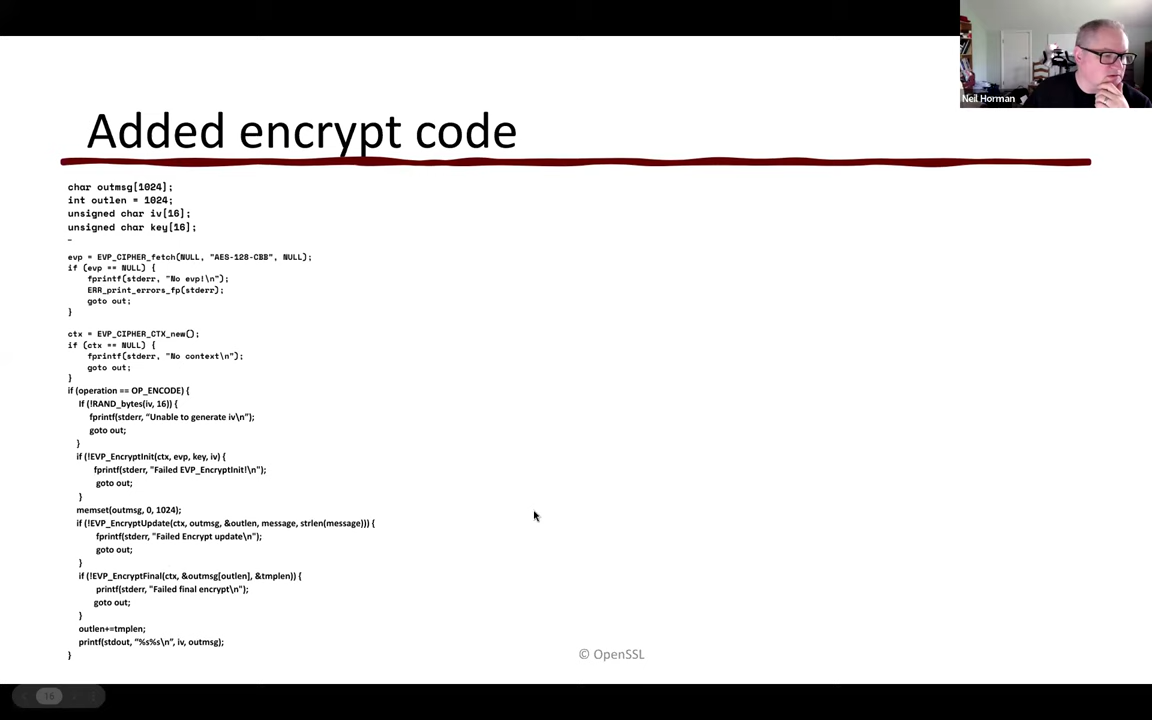 Neil Horman
Added encrypt code
char outmsg[1024];
int outlen = 1024;
unsigned char iv[16];
unsigned char key[16];
–
evp = EVP_CIPHER_fetch(NULL, "AES-128-CBB", NULL);
if (evp == NULL) {
fprintf(stderr, "No evp!\n");
ERR_print_errors_fp(stderr);
goto out;
}
ctx = EVP_CIPHER_CTX_new();
if (ctx == NULL) {
fprintf(stderr, "No context\n");
goto out;
}
if (operation == OP_ENCODE) {
If (!RAND_bytes(iv, 16)) {
fprintf(stderr, “Unable to generate iv\n”);
goto out;
}
if (!EVP_EncryptInit(ctx, evp, key, iv) {
fprintf(stderr, "Failed EVP_EncryptInit!\n");
goto out;
}
memset(outmsg, 0, 1024);
if (!EVP_EncryptUpdate(ctx, outmsg, &outlen, message, strlen(message))) {
fprintf(stderr, "Failed Encrypt update\n");
goto out;
}
if (!EVP_EncryptFinal(ctx, &outmsg[outlen], &tmplen)) {
printf(stderr, "Failed final encrypt\n");
goto out;
}
outlen+=tmplen;
printf(stdout, “%s%s\n”, iv, outmsg);
}
© OpenSSL
16